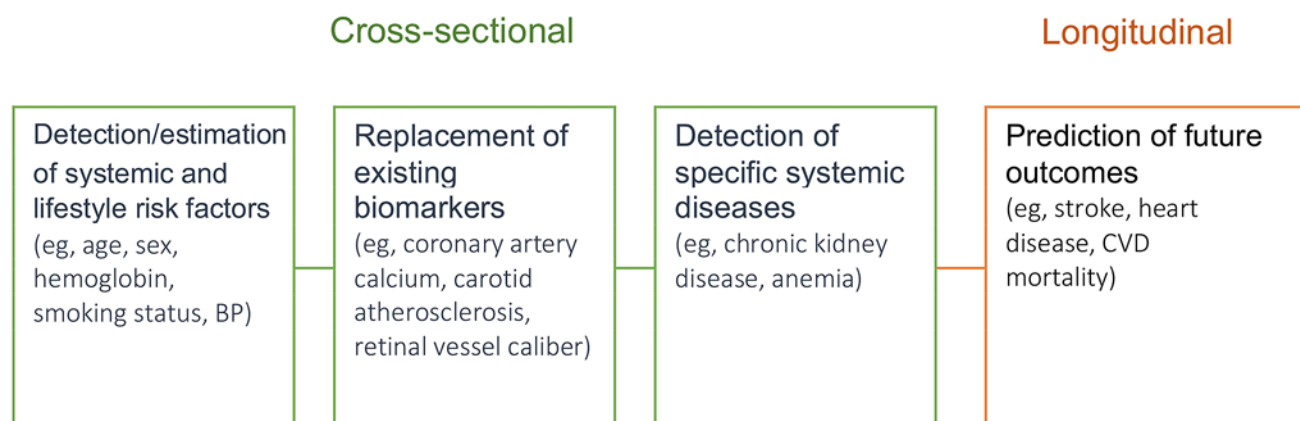 Cross-sectional
Longitudinal
Detection/estimation
of systemic and
lifestyle risk factors
(eg, age, sex,
hemoglobin,
smoking status, BP)
Replacement of
existing
biomarkers
(eg, coronary artery
calcium, carotid
atherosclerosis,
retinal vessel caliber)
Detection of
specific systemic
diseases
(eg, chronic kidney
disease, anemia)
Prediction of future
outcomes
(eg, stroke, heart
disease, CVD
mortality)